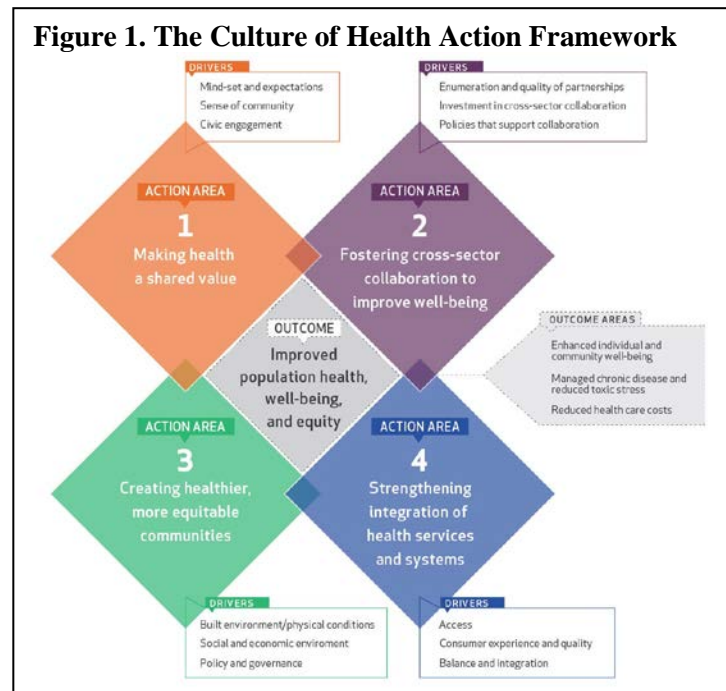 Figure 1. The Culture of Health Action Framework
DRIVERS
Mind-set and expectations
Sense of community
Civic engagement
DRIVERS
Enumeration and quality of partnerships
Investment in cross-sector collaboration
Policies that support collaboration
ACTION AREA
1
Making health
a shared value
ACTION AREA
2
Fostering cross-sector
collaboration to
improve well-being
OUTCOME
Improved
population health,
well-being,
and equity
OUTCOME AREAS
Enhanced individual and
community well-being
Managed chronic disease and
reduced toxic stress
Reduced health care costs
ACTION AREA
3
Creating healthier,
more equitable
communities
ACTION AREA
4
Strengthening
integration of
health services
and systems
DRIVERS
Built environment/physical conditions
Social and economic enviroment
Policy and governance
DRIVERS
Access
Consumer experience and quality
Balance and integration